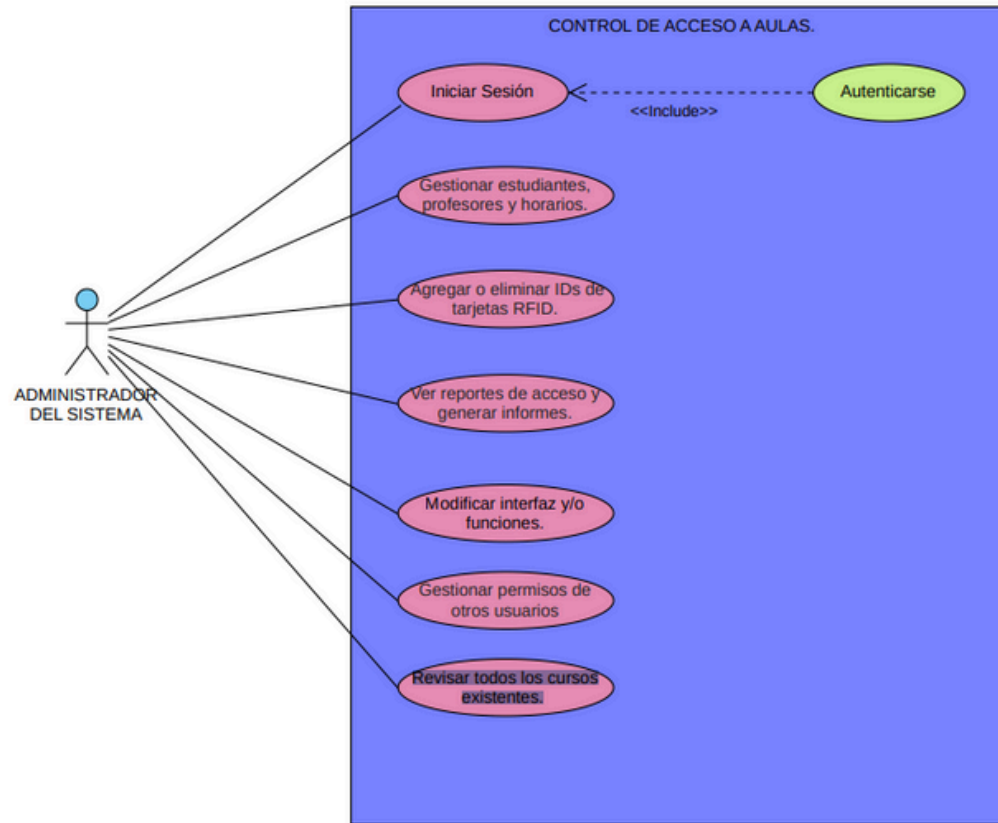 CONTROL DE ACCESO A AULAS.
Iniciar Sesión
<<Include>>
Autenticarse
Gestionar estudiantes,
profesores y horarios.
Agregar o eliminar IDs de
tarjetas RFID.
ADMINISTRADOR
DEL SISTEMA
Ver reportes de acceso y
generar informes.
Modificar interfaz y/o
funciones.
Gestionar permisos de
otros usuarios
Revisar todos los cursos
existentes.